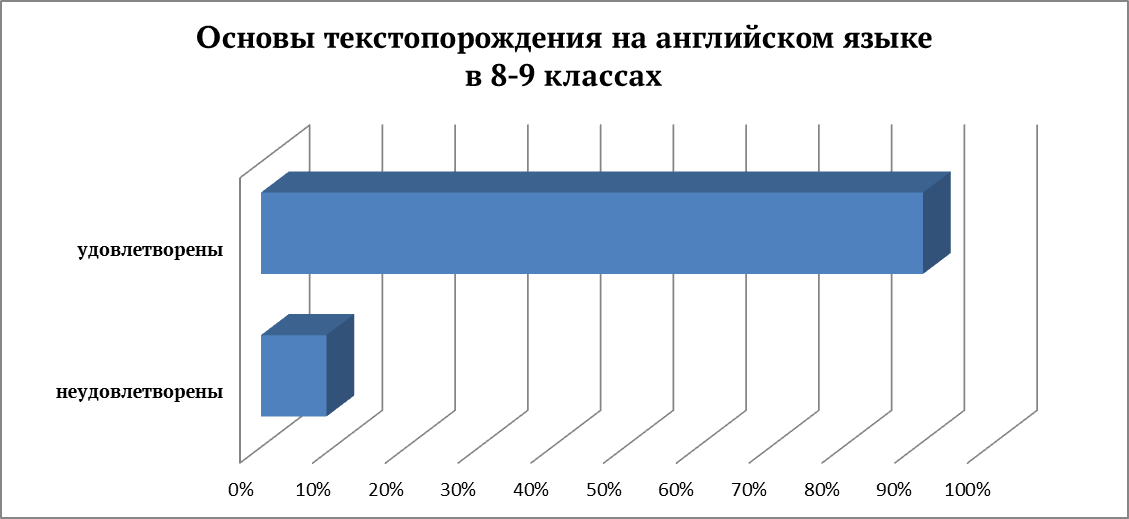 Основы текстопорождения на английском языке
в 8-9 классах
удовлетворены
неудовлетворены
0% 10% 20% 30% 40% 50% 60% 70% 80% 90% 100%